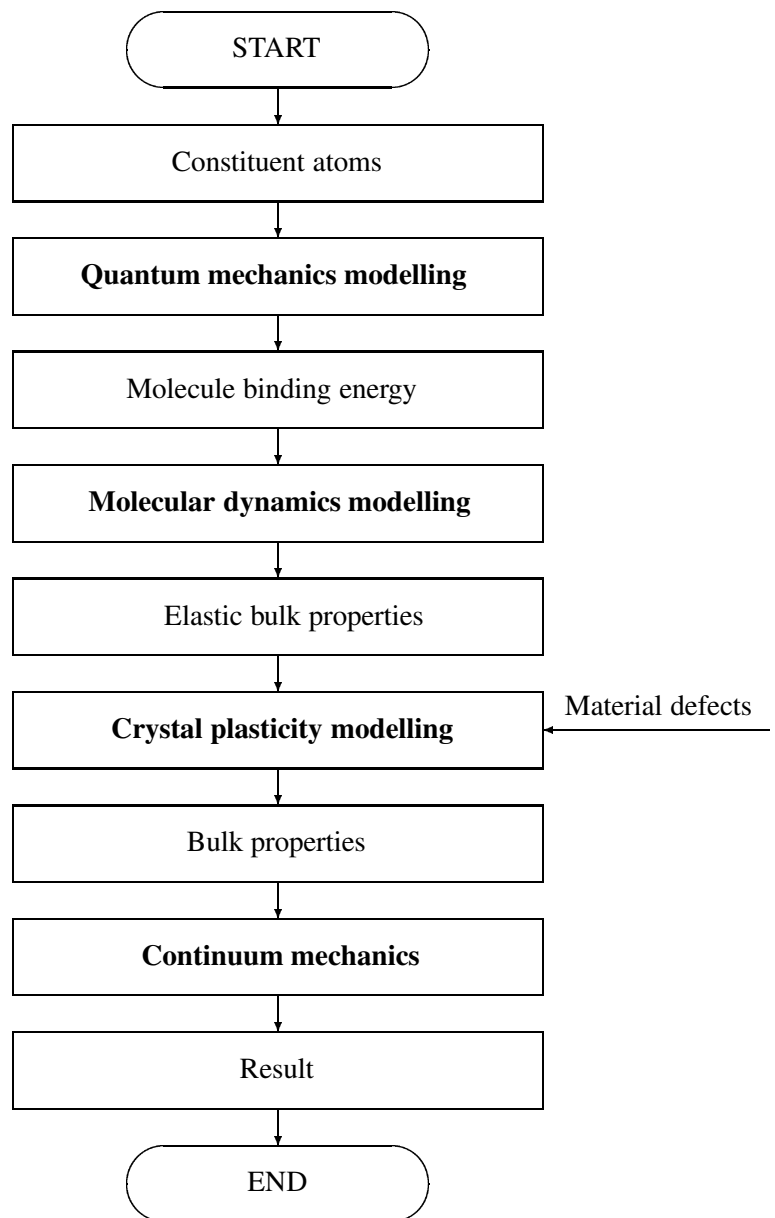 START
Constituent atoms
Quantum mechanics modelling
Molecule binding energy
Molecular dynamics modelling
Elastic bulk properties
Crystal plasticity modelling
Material defects
Bulk properties
Continuum mechanics
Result
END